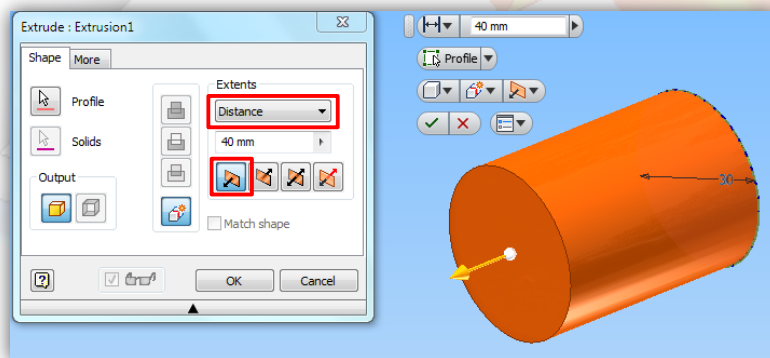 Extrude : Extrusion1
Shape More
Extents
Profile
Distance
Solids
40 mm
Output
Match shape
OK Cancel
40 mm
Profile
30